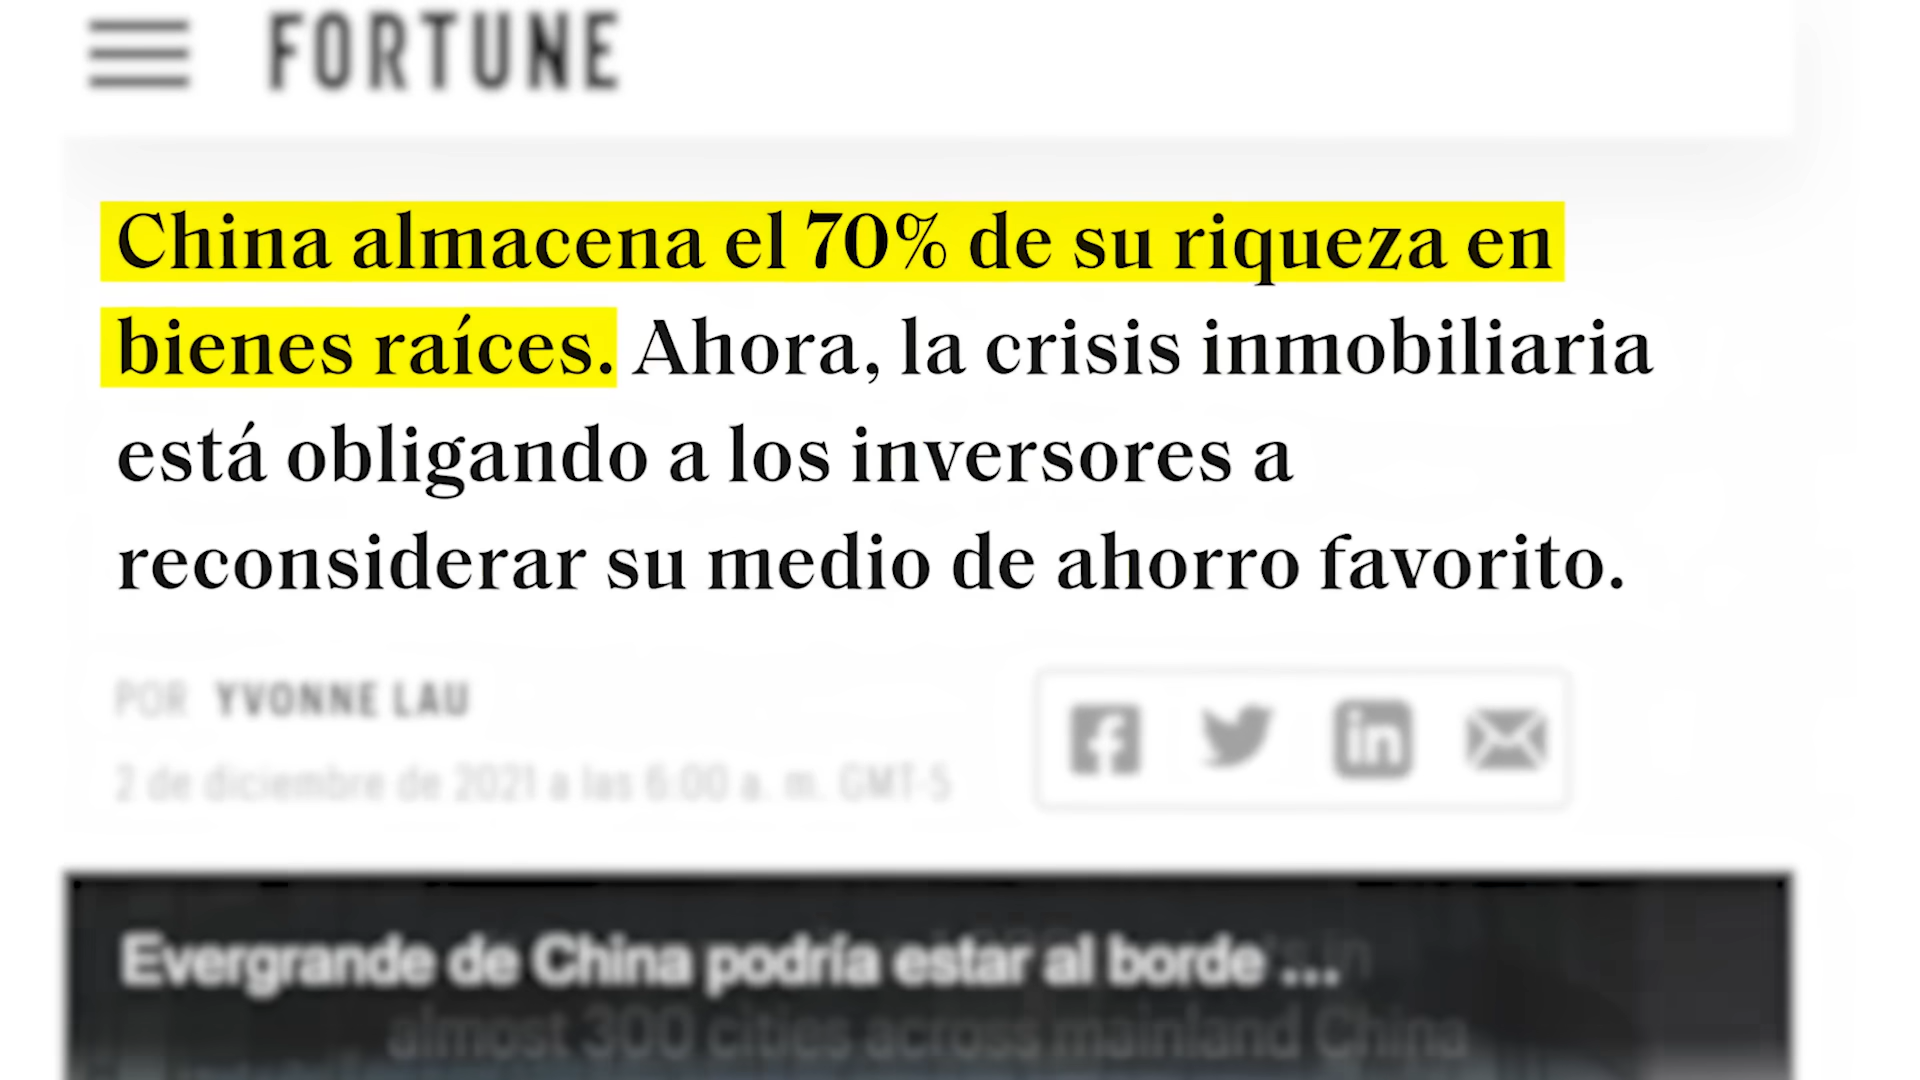 FORTUNE
China almacena el 70% de su riqueza en
bienes raíces. Ahora, la crisis inmobiliaria
está obligando a los inversores a
reconsiderar su medio de ahorro favorito.
POR YVONNE LAU
2 de diciembre de 2021 a las 6:00 a. m. GMT-5
Evergrande de China podría estar al borde ...
almost 300 cities across mainland China